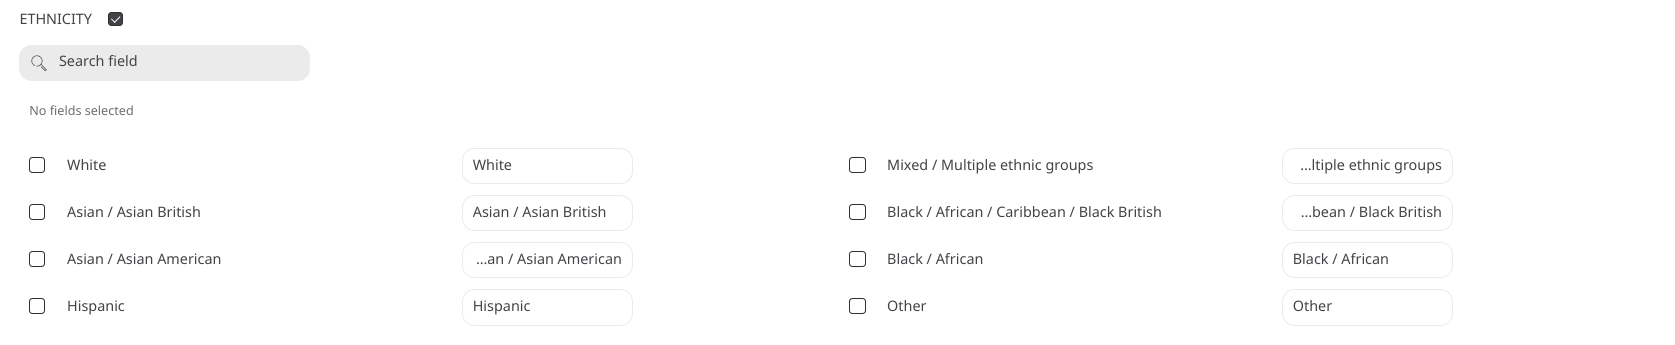 ETHNICITY
Search field
No fields selected
White White Mixed / Multiple ethnic groups ...ltiple ethnic groups
Asian / Asian British Asian / Asian British Black / African / Caribbean / Black British ...bean / Black British
Asian / Asian American ...an / Asian American Black / African Black / African
Hispanic Hispanic Other Other